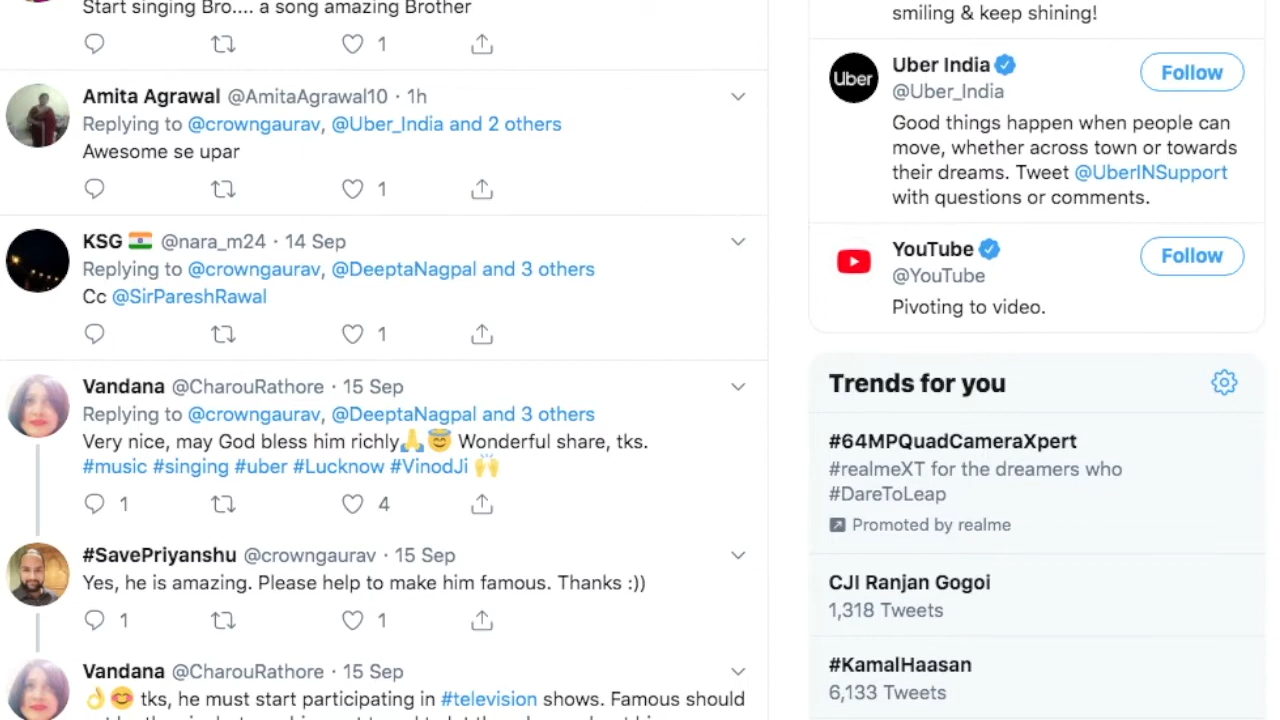 Start singing Bro.... a song amazing Brother
1
Amita Agrawal @AmitaAgrawal10 · 1h
Replying to @crowngaurav, @Uber_India and 2 others
Awesome se upar
1
KSG @nara_m24 · 14 Sep
Replying to @crowngaurav, @DeeptaNagpal and 3 others
Cc @SirPareshRawal
1
Vandana @CharouRathore · 15 Sep
Replying to @crowngaurav, @DeeptaNagpal and 3 others
Very nice, may God bless him richly🙏😇 Wonderful share, tks.
#music #singing #uber #Lucknow #VinodJi 🙌
1 4
#SavePriyanshu @crowngaurav · 15 Sep
Yes, he is amazing. Please help to make him famous. Thanks :))
1 1
Vandana @CharouRathore · 15 Sep
👌😊 tks, he must start participating in #television shows. Famous should
smiling & keep shining!
Uber
Uber India
Follow
@Uber_India
Good things happen when people can
move, whether across town or towards
their dreams. Tweet @UberINSupport
with questions or comments.
YouTube
Follow
@YouTube
Pivoting to video.
Trends for you
#64MPQuadCameraXpert
#realmeXT for the dreamers who
#DareToLeap
Promoted by realme
CJI Ranjan Gogoi
1,318 Tweets
#KamalHaasan
6,133 Tweets